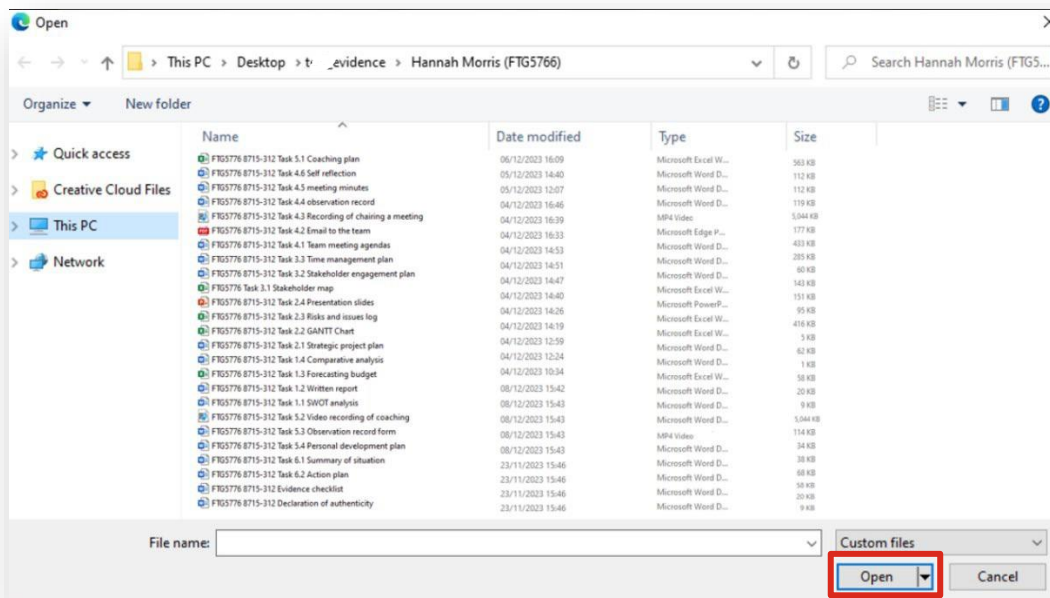 Open
This PC > Desktop > t _evidence > Hannah Morris (FTG5766)
Search Hannah Morris (FTG5...
Organize New folder
Name Date modified Type Size
Quick access
Creative Cloud Files
This PC
Network
FTG5776 8715-312 Task 5.1 Coaching plan 06/12/2023 16:09 Microsoft Excel W... 563 KB
FTG5776 8715-312 Task 4.6 Self reflection 05/12/2023 14:40 Microsoft Word D... 112 KB
FTG5776 8715-312 Task 4.5 meeting minutes 05/12/2023 12:07 Microsoft Word D... 112 KB
FTG5776 8715-312 Task 4.4 observation record 04/12/2023 16:46 Microsoft Word D... 119 KB
FTG5776 8715-312 Task 4.3 Recording of chairing a meeting 04/12/2023 16:39 MP4 Video 5,044 KB
FTG5776 8715-312 Task 4.2 Email to the team 04/12/2023 16:33 Microsoft Edge P... 177 KB
FTG5776 8715-312 Task 4.1 Team meeting agendas 04/12/2023 14:53 Microsoft Word D... 433 KB
FTG5776 8715-312 Task 3.3 Time management plan 04/12/2023 14:51 Microsoft Word D... 285 KB
FTG5776 8715-312 Task 3.2 Stakeholder engagement plan 04/12/2023 14:47 Microsoft Word D... 60 KB
FTG5776 Task 3.1 Stakeholder map 04/12/2023 14:40 Microsoft Excel W... 143 KB
FTG5776 8715-312 Task 2.4 Presentation slides 04/12/2023 14:26 Microsoft PowerP... 151 KB
FTG5776 8715-312 Task 2.3 Risks and issues log 04/12/2023 14:19 Microsoft Excel W... 95 KB
FTG5776 8715-312 Task 2.2 GANTT Chart 04/12/2023 12:59 Microsoft Excel W... 416 KB
FTG5776 8715-312 Task 2.1 Strategic project plan 04/12/2023 12:24 Microsoft Word D... 5 KB
FTG5776 8715-312 Task 1.4 Comparative analysis 04/12/2023 10:34 Microsoft Word D... 62 KB
FTG5776 8715-312 Task 1.3 Forecasting budget 08/12/2023 15:42 Microsoft Excel W... 1 KB
FTG5776 8715-312 Task 1.2 Written report 08/12/2023 15:43 Microsoft Word D... 58 KB
FTG5776 8715-312 Task 1.1 SWOT analysis 08/12/2023 15:43 Microsoft Word D... 20 KB
FTG5776 8715-312 Task 5.2 Video recording of coaching 08/12/2023 15:43 Microsoft Word D... 9 KB
FTG5776 8715-312 Task 5.3 Observation record form 08/12/2023 15:43 MP4 Video 5,044 KB
FTG5776 8715-312 Task 5.4 Personal development plan 23/11/2023 15:46 Microsoft Word D... 114 KB
FTG5776 8715-312 Task 6.1 Summary of situation 23/11/2023 15:46 Microsoft Word D... 34 KB
FTG5776 8715-312 Task 6.2 Action plan 23/11/2023 15:46 Microsoft Word D... 38 KB
FTG5776 8715-312 Evidence checklist 23/11/2023 15:46 Microsoft Word D... 68 KB
FTG5776 8715-312 Declaration of authenticity Microsoft Word D... 58 KB
20 KB
9 KB
File name: Custom files
Open Cancel